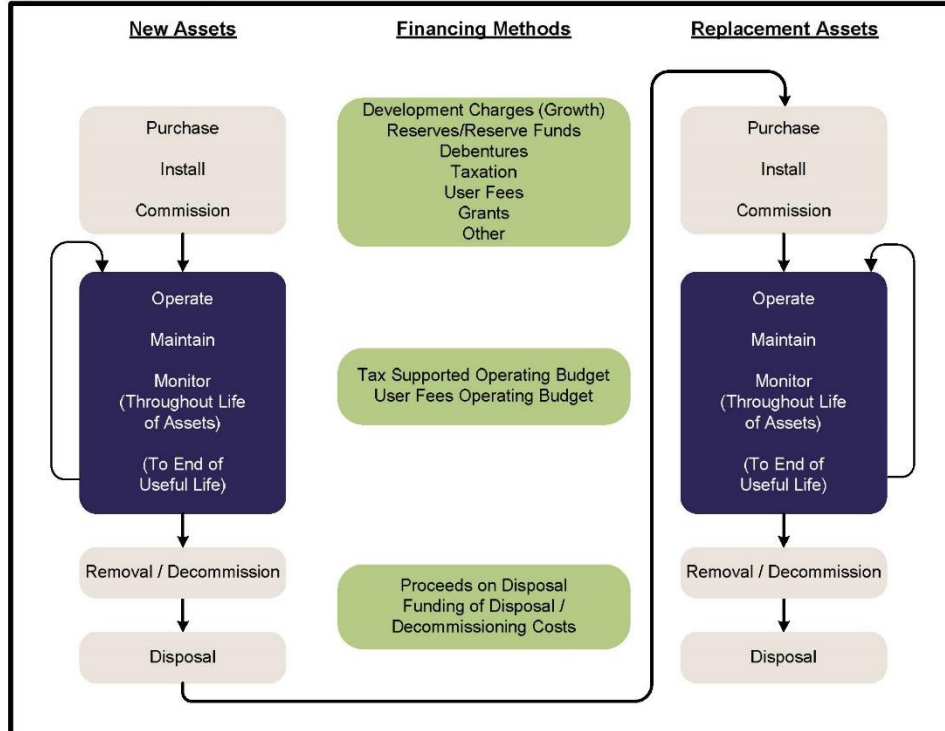 New Assets
Purchase
Install
Commission
Operate
Maintain
Monitor
(Throughout Life
of Assets)
(To End of
Useful Life)
Removal / Decommission
Disposal
Financing Methods
Development Charges (Growth)
Reserves/Reserve Funds
Debentures
Taxation
User Fees
Grants
Other
Tax Supported Operating Budget
User Fees Operating Budget
Proceeds on Disposal
Funding of Disposal /
Decommissioning Costs
Replacement Assets
Purchase
Install
Commission
Operate
Maintain
Monitor
(Throughout Life
of Assets)
(To End of
Useful Life)
Removal / Decommission
Disposal